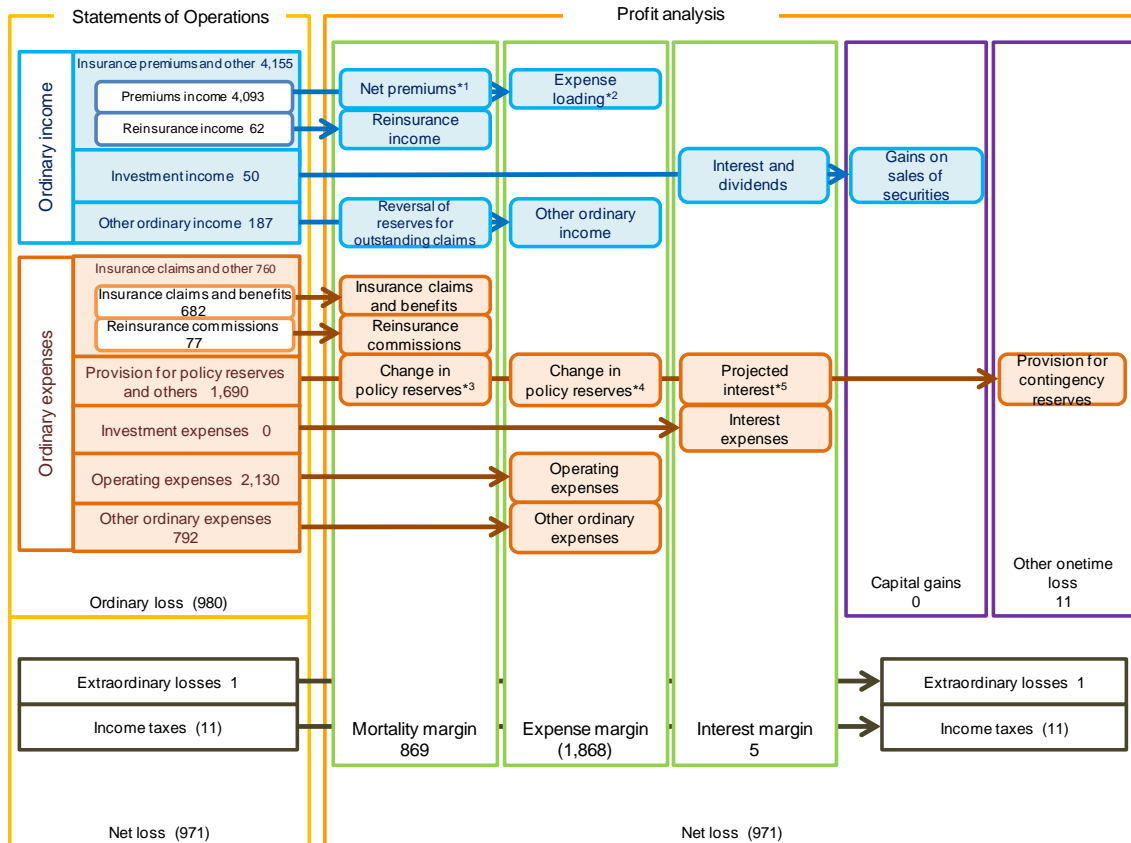 Statements of Operations
Profit analysis
Ordinary income
Insurance premiums and other 4,155
Premiums income 4,093
Reinsurance income 62
Investment income 50
Other ordinary income 187
Net premiums*1
Expense
loading*2
Reinsurance
income
Interest and
dividends
Gains on
sales of
securities
Reversal of
reserves for
outstanding claims
Other ordinary
income
Ordinary expenses
Insurance claims and other 760
Insurance claims and benefits
682
Reinsurance commissions
77
Provision for policy reserves
and others 1,690
Investment expenses 0
Operating expenses 2,130
Other ordinary expenses
792
Insurance claims
and benefits
Reinsurance
commissions
Change in
policy reserves*3
Change in
policy reserves*4
Projected
interest*5
Provision for
contingency
reserves
Interest
expenses
Operating
expenses
Other ordinary
expenses
Ordinary loss (980)
Capital gains
0
Other onetime
loss
11
Extraordinary losses 1
Income taxes (11)
Mortality margin
869
Expense margin
(1,868)
Interest margin
5
Extraordinary losses 1
Income taxes (11)
Net loss (971)
Net loss (971)